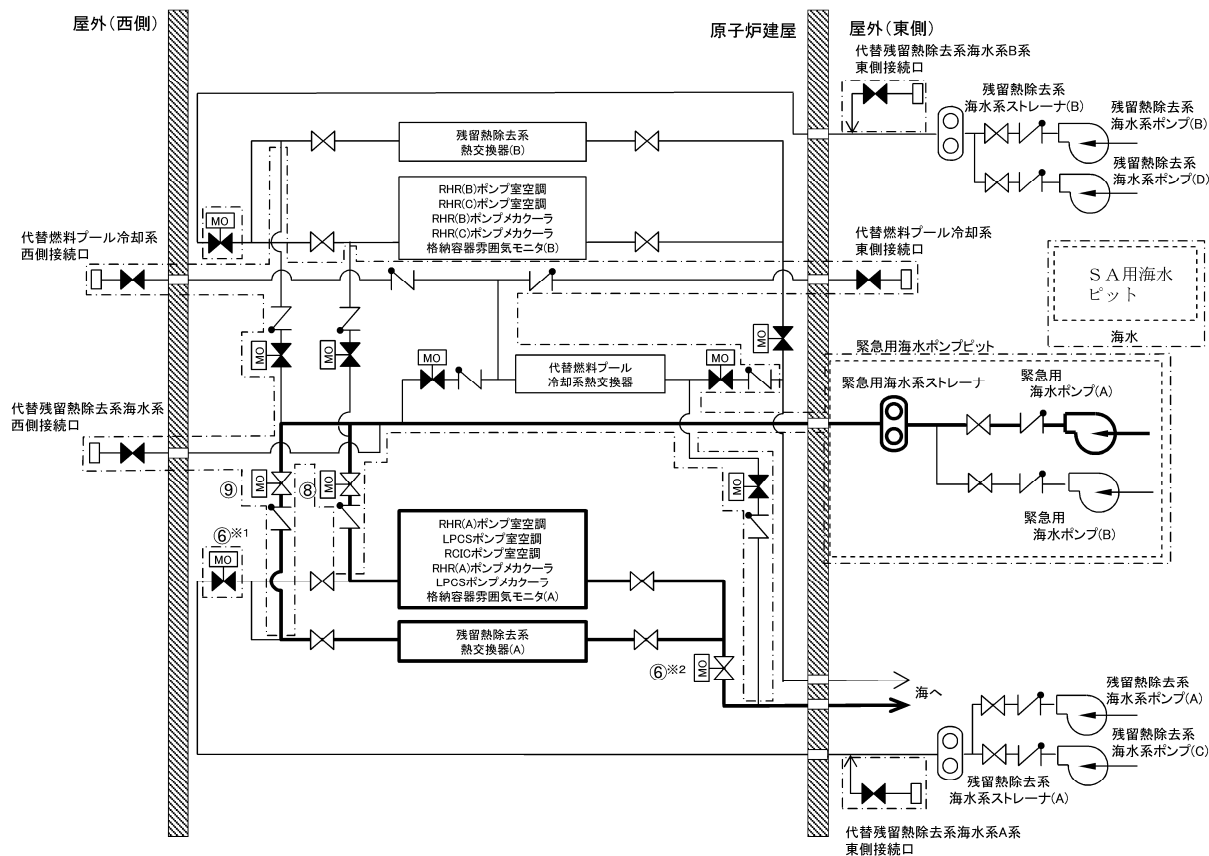 屋外(西側)
原子炉建屋
屋外(東側)
代替残留熱除去系海水系B系
東側接続口
残留熱除去系
海水系ストレーナ(B)
残留熱除去系
海水系ポンプ(B)
残留熱除去系
海水系ポンプ(D)
残留熱除去系
熱交換器(B)
RHR(B)ポンプ室空調
RHR(C)ポンプ室空調
RHR(B)ポンプメカクーラ
RHR(C)ポンプメカクーラ
格納容器雰囲気モニタ(B)
MO
代替燃料プール冷却系
西側接続口
代替燃料プール冷却系
東側接続口
SA用海水
ピット
海水
MO
MO
MO
MO
MO
代替燃料プール
冷却系熱交換器
緊急用海水ポンプピット
緊急用海水系ストレーナ
緊急用
海水ポンプ(A)
代替残留熱除去系海水系
西側接続口
⑨
MO
⑧
MO
MO
緊急用
海水ポンプ(B)
⑥※1
MO
RHR(A)ポンプ室空調
LPCSポンプ室空調
RCICポンプ室空調
RHR(A)ポンプメカクーラ
LPCSポンプメカクーラ
格納容器雰囲気モニタ(A)
残留熱除去系
熱交換器(A)
⑥※2
MO
海へ
残留熱除去系
海水系ポンプ(A)
残留熱除去系
海水系ポンプ(C)
残留熱除去系
海水系ストレーナ(A)
代替残留熱除去系海水系A系
東側接続口